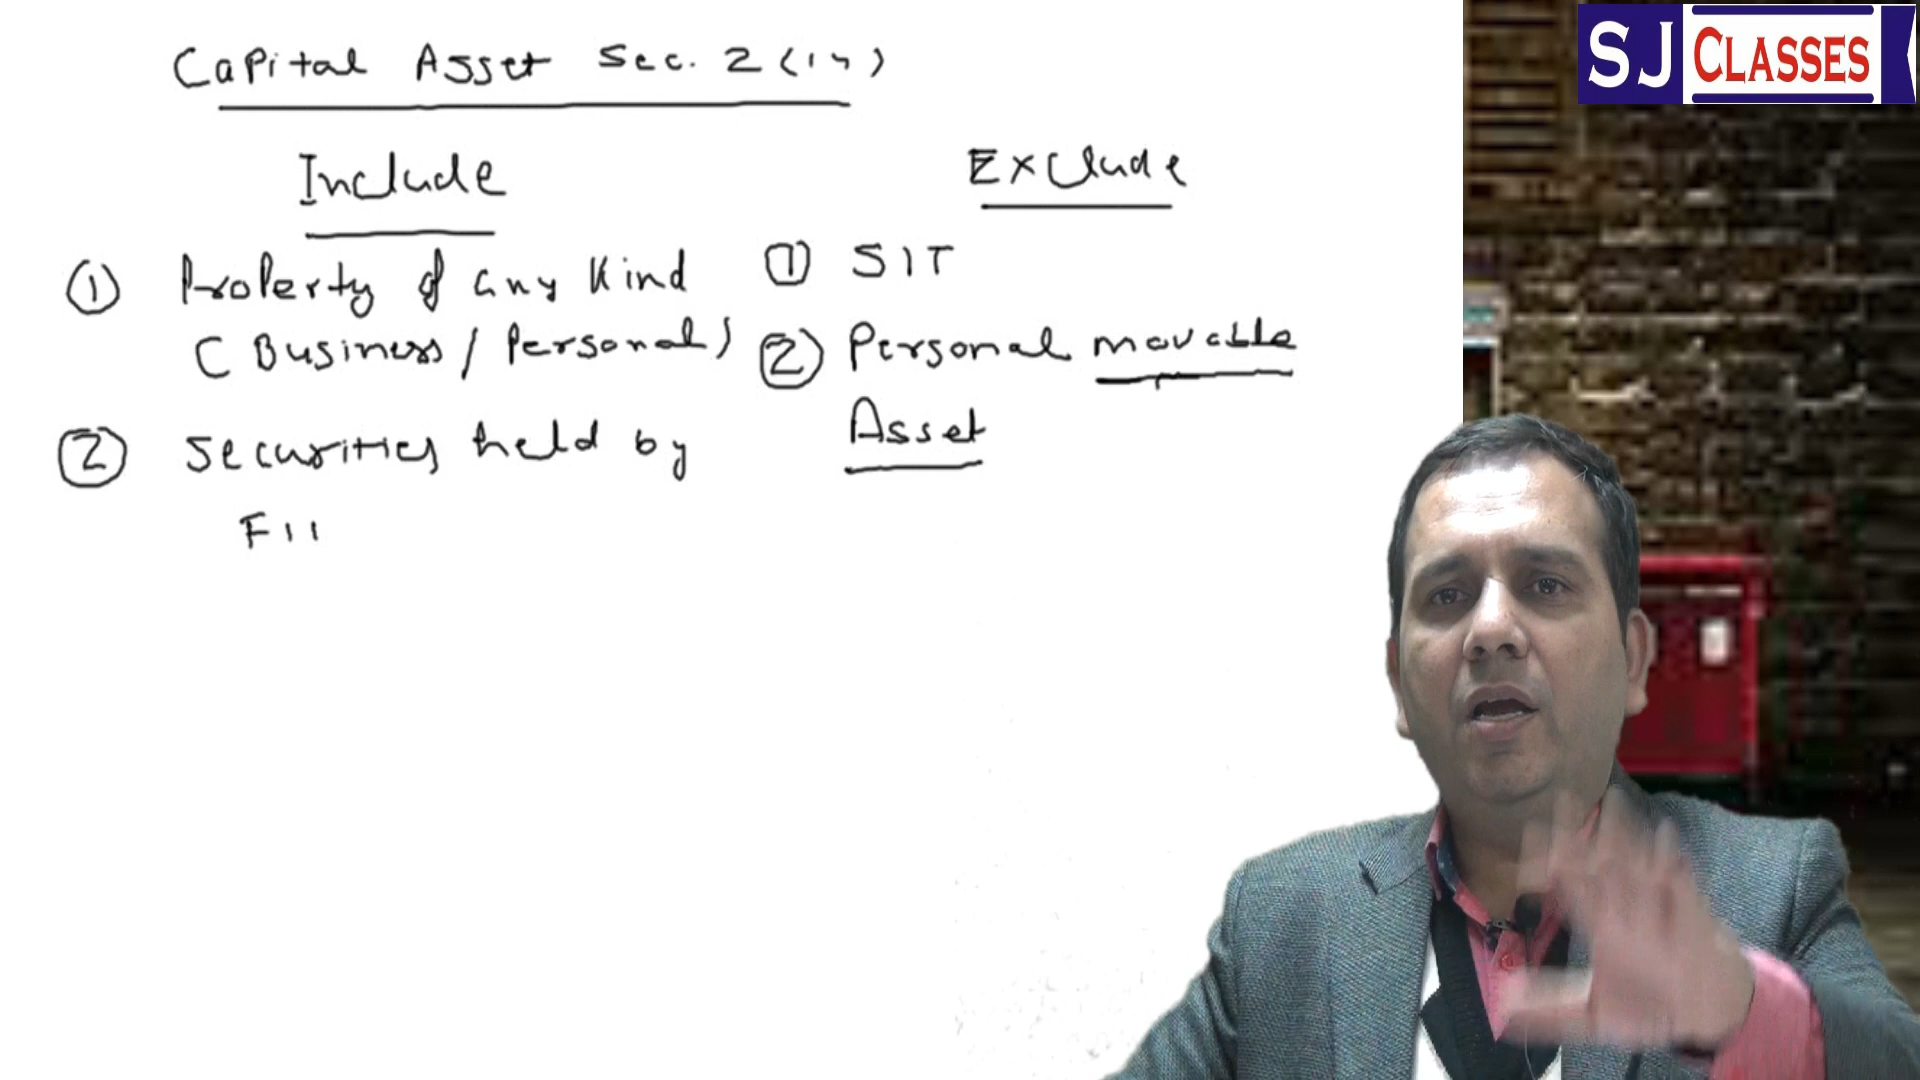 Capital Asset Sec. 2(14)
Include
① Property of any kind
(Business / Personal)
② Securities held by
FII
Exclude
① SIT
② Personal movable
Asset
SJ CLASSES